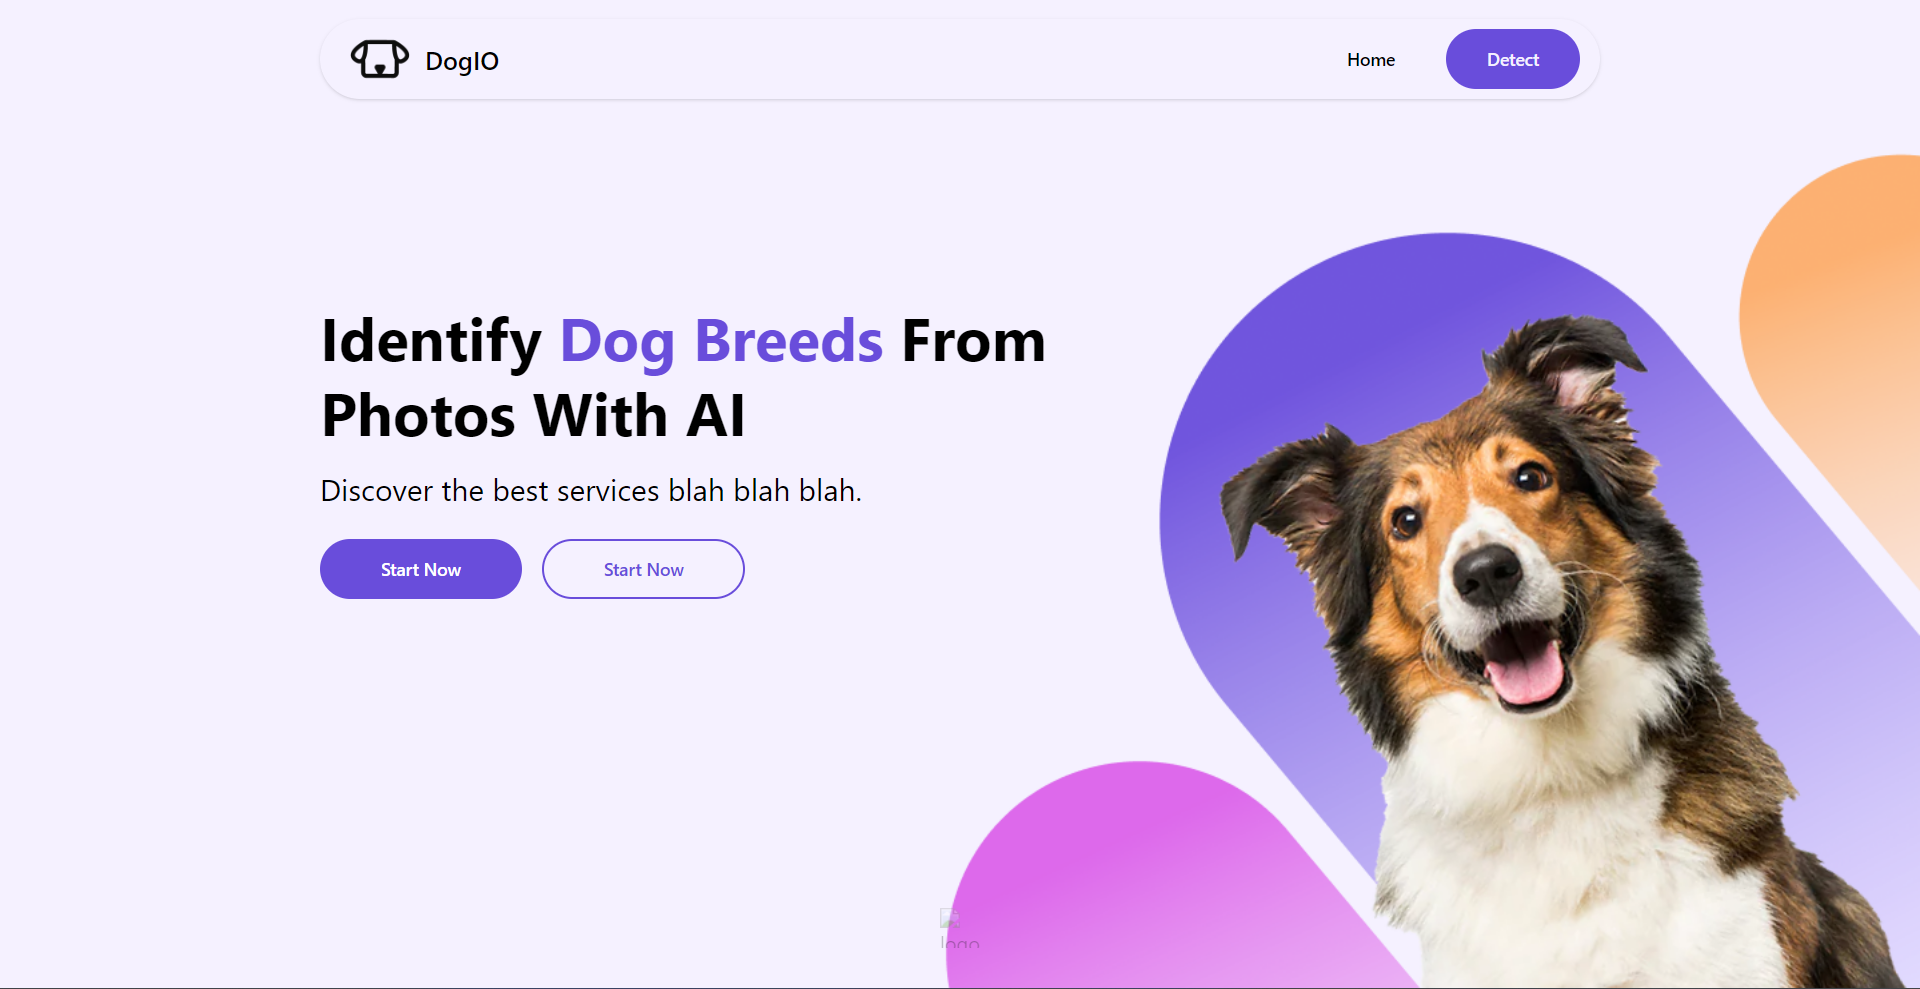 DogIO
Home
Detect
Identify Dog Breeds From
Photos With AI
Discover the best services blah blah blah.
Start Now
Start Now
logo